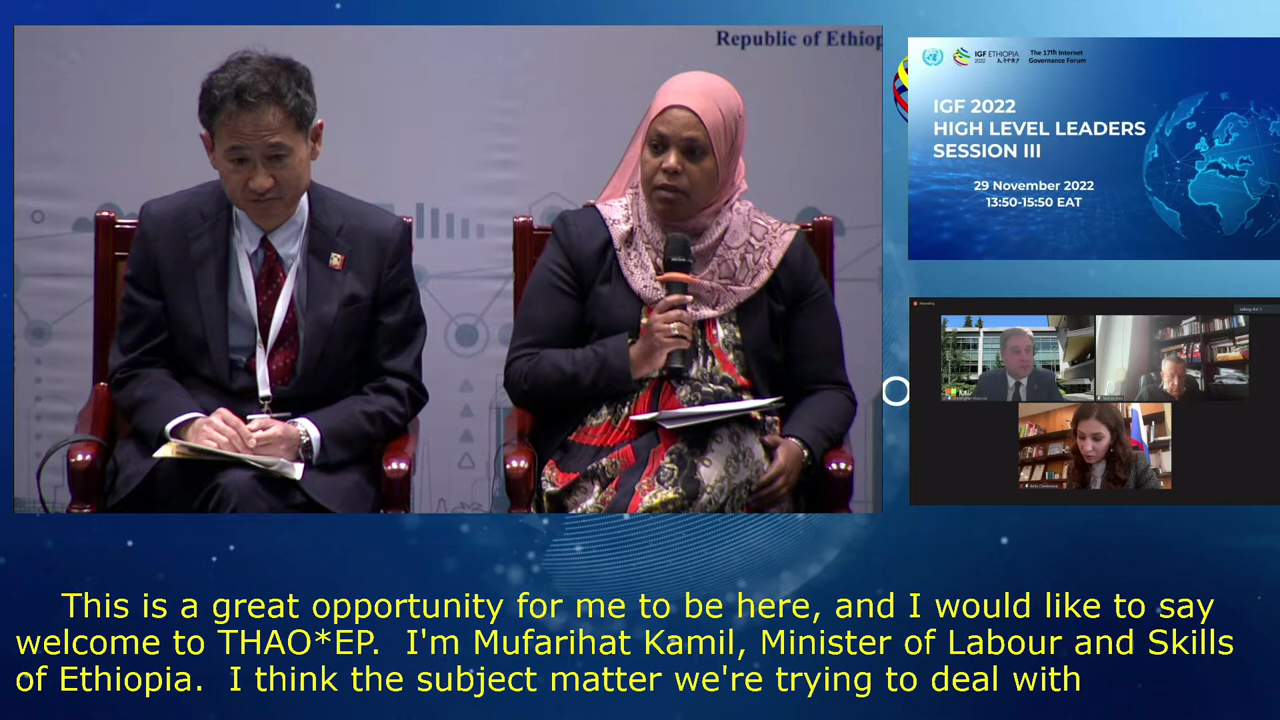 Republic of Ethiop
IGF ETHIOPIA
2022 ኢትዮጵያ
The 17th Internet
Governance Forum
IGF 2022
HIGH LEVEL LEADERS
SESSION III
29 November 2022
13:50-15:50 EAT
This is a great opportunity for me to be here, and I would like to say
welcome to THAO*EP. I'm Mufarihat Kamil, Minister of Labour and Skills
of Ethiopia. I think the subject matter we're trying to deal with